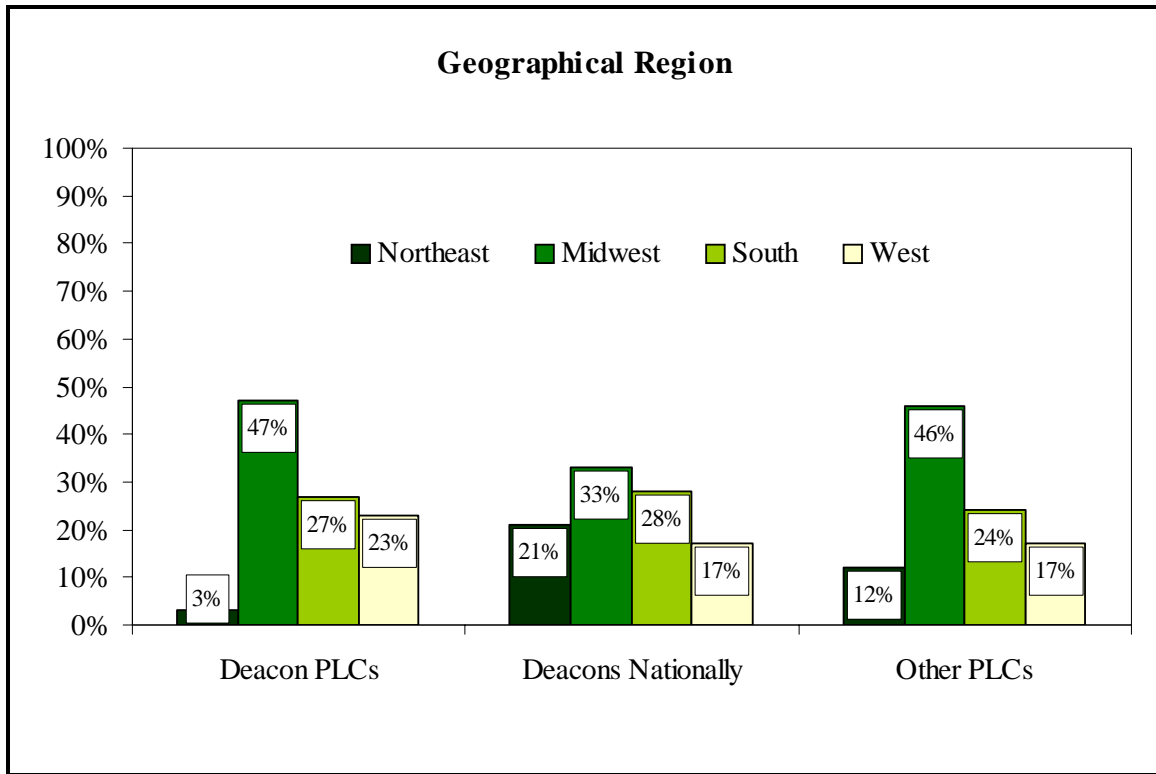 Geographical Region
100%
90%
80%
70%
60%
50%
40%
30%
20%
10%
0%
Northeast Midwest South West
3% 47% 27% 23% 21% 33% 28% 17% 12% 46% 24% 17%
Deacon PLCs Deacons Nationally Other PLCs